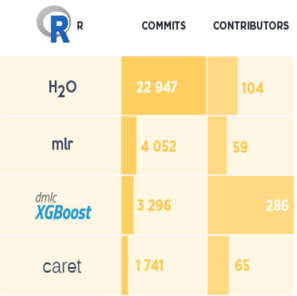 R R COMMITS CONTRIBUTORS
H2O 22 947 104
mlr 4 052 59
dmlc
XGBoost 3 296 286
caret 1 741 65